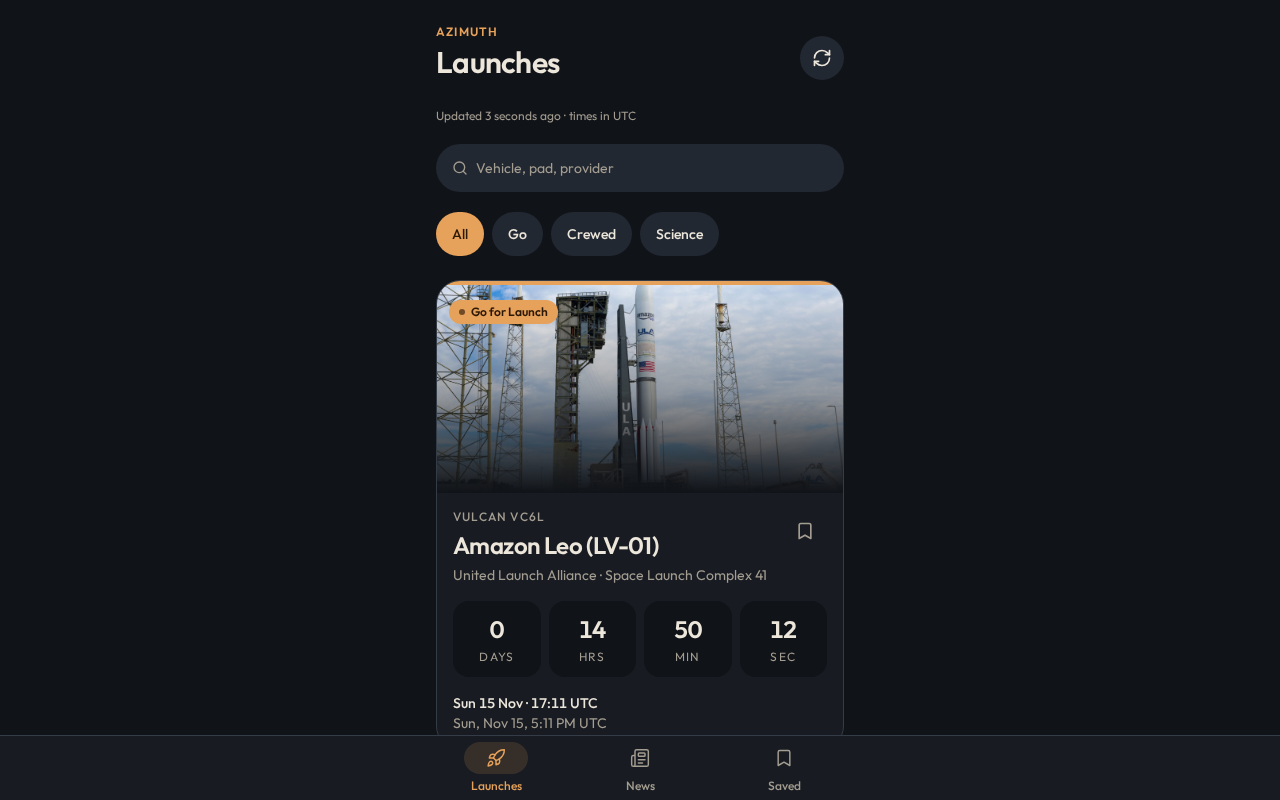 AZIMUTH
Launches
Updated 3 seconds ago · times in UTC
Vehicle, pad, provider
All
Go
Crewed
Science
Go for Launch
amazon
ULA
ULA
VULCAN VC6L
Amazon Leo (LV-01)
United Launch Alliance · Space Launch Complex 41
0
14
50
12
DAYS
HRS
MIN
SEC
Sun 15 Nov · 17:11 UTC
Sun, Nov 15, 5:11 PM UTC
Launches
News
Saved